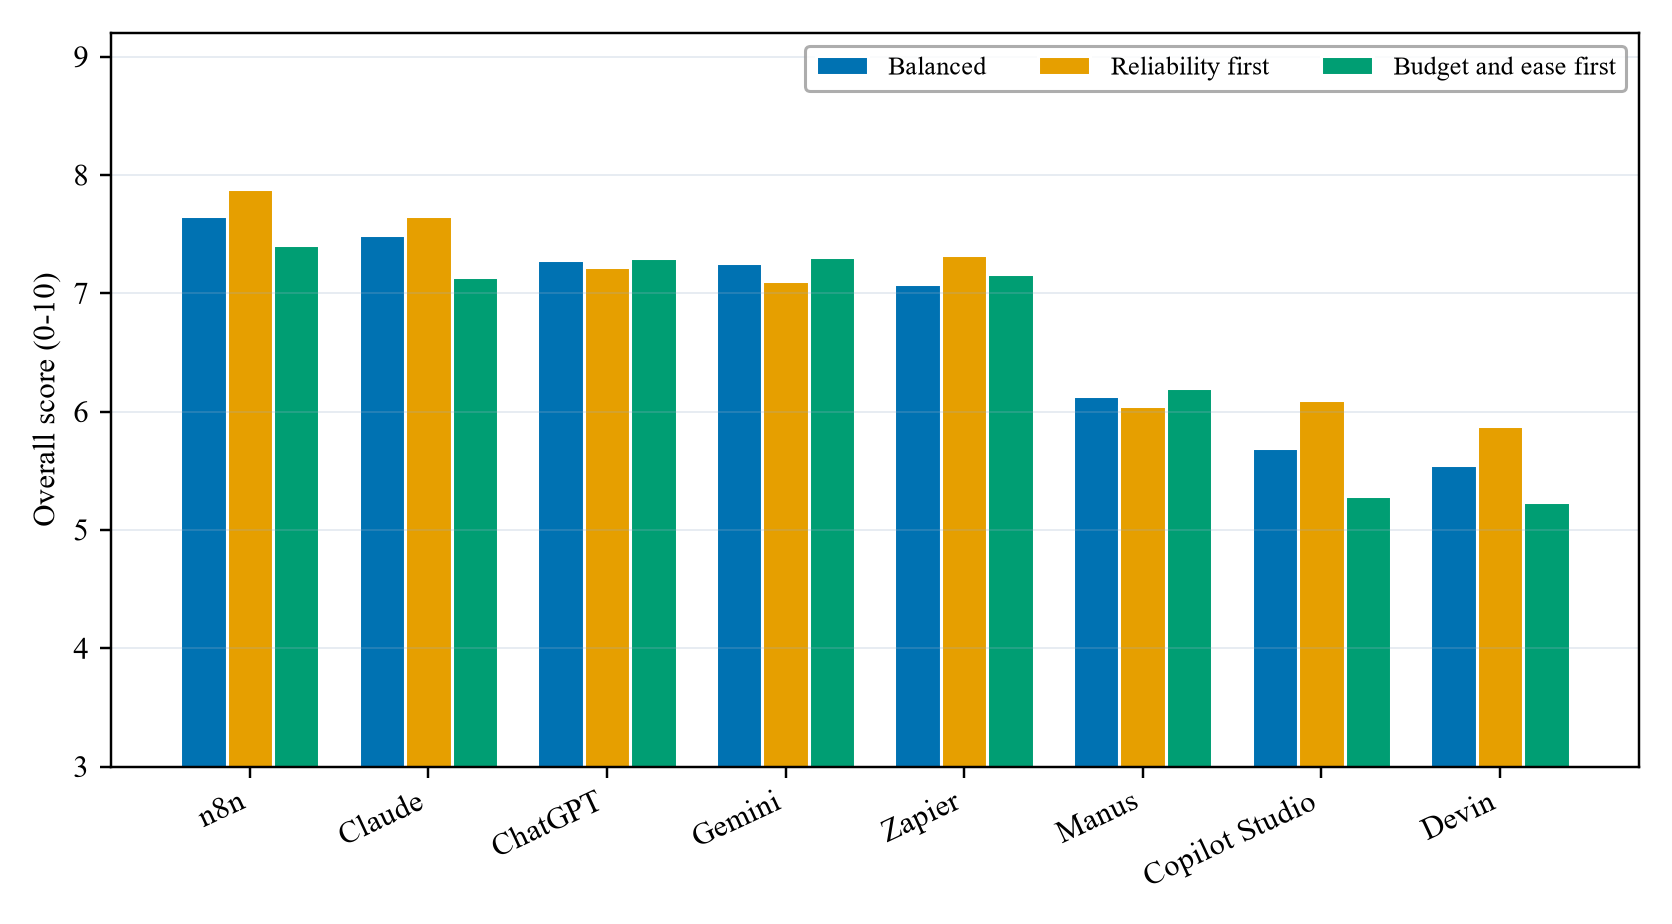 Balanced
Reliability first
Budget and ease first
Overall score (0-10)
9
8
7
6
5
4
3
n8n
Claude
ChatGPT
Gemini
Zapier
Manus
Copilot Studio
Devin